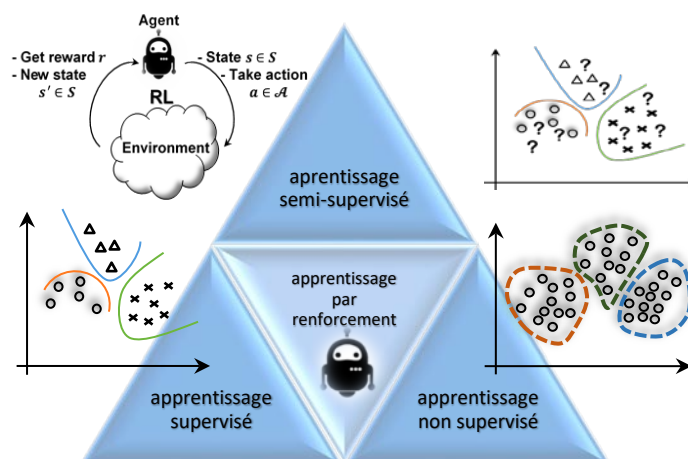 Agent
- Get reward r
- New state
s' ∈ S
- State s ∈ S
- Take action
a ∈ 𝒜
RL
Environment
?
?
?
?
?
?
?
?
?
?
aprentissage
semi-supervisé
apprentissage
par
renforcement
apprentissage
supervisé
apprentissage
non supervisé